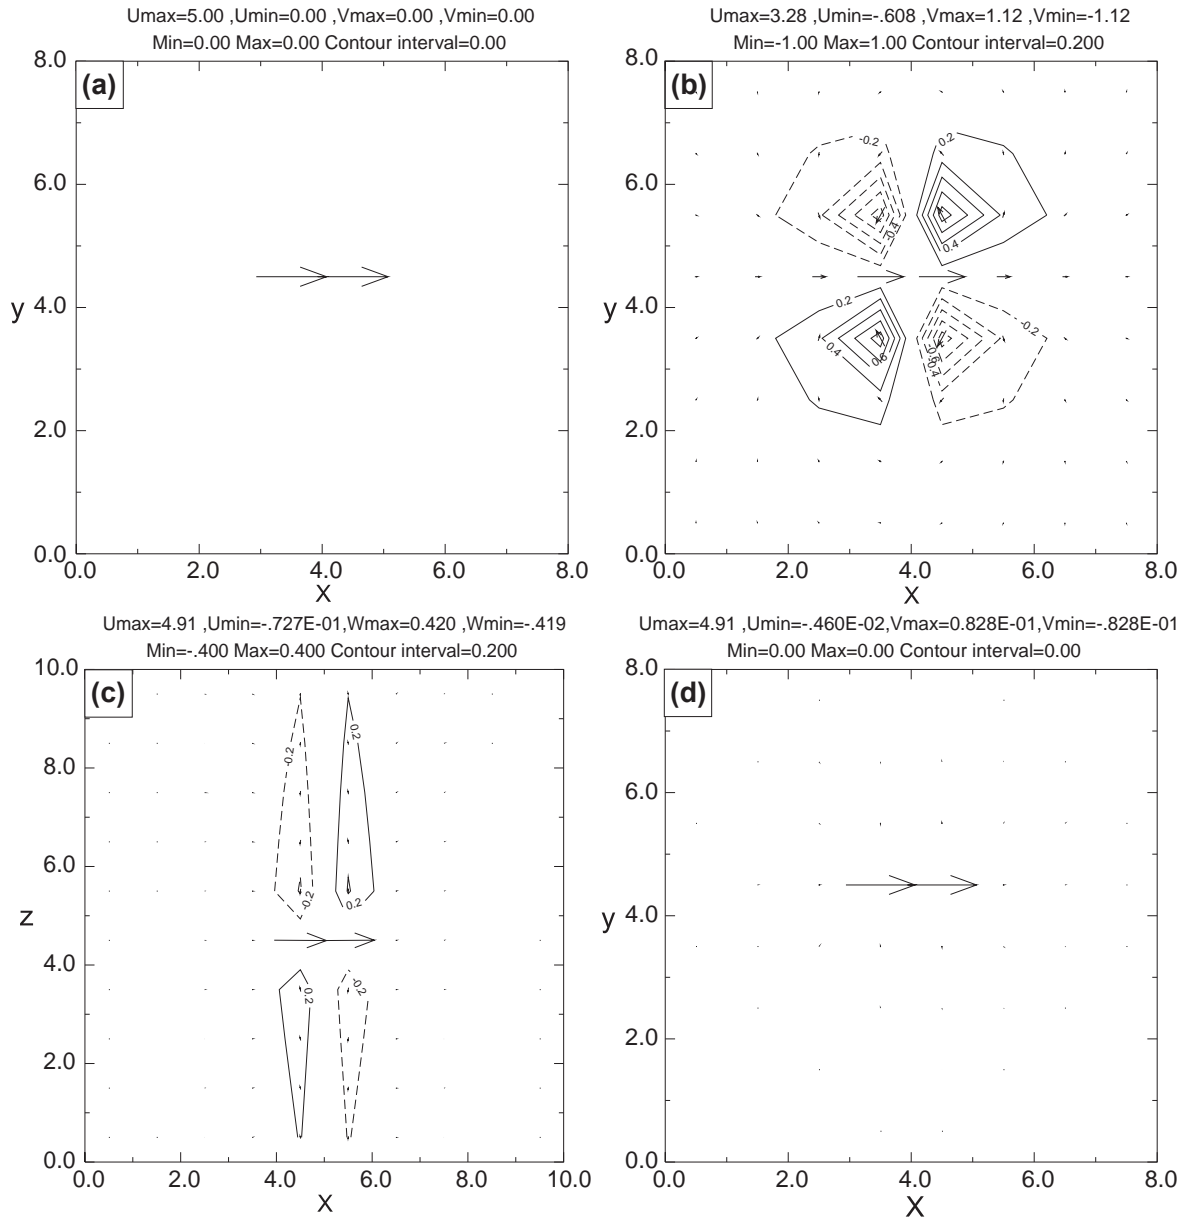 Umax=5.00 ,Umin=0.00 ,Vmax=0.00 ,Vmin=0.00
Min=0.00 Max=0.00 Contour interval=0.00
(a)
8.0
6.0
4.0
2.0
0.0
y
0.0 2.0 4.0 6.0 8.0
X
Umax=3.28 ,Umin=-.608 ,Vmax=1.12 ,Vmin=-1.12
Min=-1.00 Max=1.00 Contour interval=0.200
(b)
8.0
6.0
4.0
2.0
0.0
y
-0.2
0.2
-0.4
0.4
0.2
-0.2
0.4
0.6
-0.6
-0.4
0.0 2.0 4.0 6.0 8.0
X
Umax=4.91 ,Umin=-.727E-01,Wmax=0.420 ,Wmin=-.419
Min=-.400 Max=0.400 Contour interval=0.200
(c)
10.0
8.0
6.0
4.0
2.0
0.0
z
-0.2
0.2
-0.2
0.2
0.2
-0.2
0.0 2.0 4.0 6.0 8.0 10.0
X
Umax=4.91 ,Umin=-.460E-02,Vmax=0.828E-01,Vmin=-.828E-01
Min=0.00 Max=0.00 Contour interval=0.00
(d)
8.0
6.0
4.0
2.0
0.0
y
0.0 2.0 4.0 6.0 8.0
X